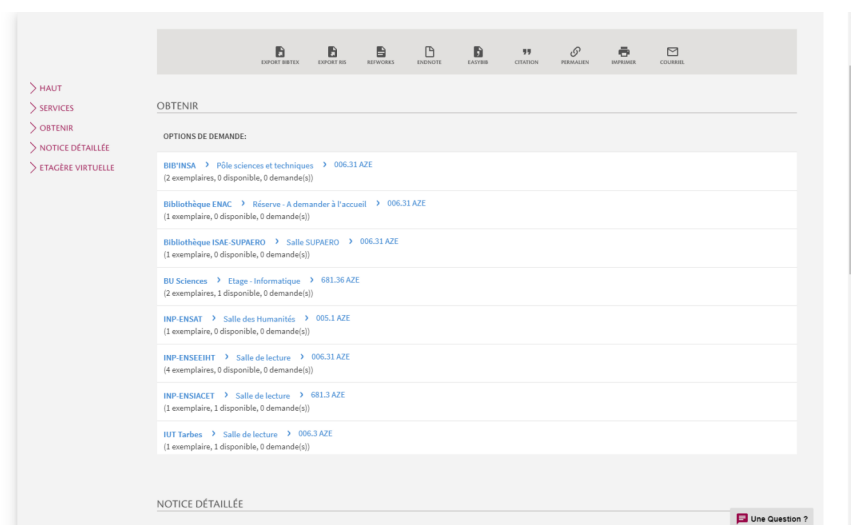 EXPORT BIBTEX EXPORT RIS REFWORKS ENDNOTE EASYBIB CITATION PERMALIEN IMPRIMER COURRIEL
HAUT
SERVICES
OBTENIR
NOTICE DÉTAILLÉE
ETAGÈRE VIRTUELLE
OBTENIR
OPTIONS DE DEMANDE:
BIB'INSA > Pôle sciences et techniques > 006.31 AZE
(2 exemplaires, 0 disponible, 0 demande(s))
Bibliothèque ENAC > Réserve - A demander à l'accueil > 006.31 AZE
(1 exemplaire, 0 disponible, 0 demande(s))
Bibliothèque ISAE-SUPAERO > Salle SUPAERO > 006.31 AZE
(1 exemplaire, 0 disponible, 0 demande(s))
BU Sciences > Etage - Informatique > 681.36 AZE
(2 exemplaires, 1 disponible, 0 demande(s))
INP-ENSAT > Salle des Humanités > 005.1 AZE
(1 exemplaire, 0 disponible, 0 demande(s))
INP-ENSEEIHT > Salle de lecture > 006.31 AZE
(4 exemplaires, 0 disponible, 0 demande(s))
INP-ENSIACET > Salle de lecture > 681.3 AZE
(1 exemplaire, 1 disponible, 0 demande(s))
IUT Tarbes > Salle de lecture > 006.3 AZE
(1 exemplaire, 1 disponible, 0 demande(s))
NOTICE DÉTAILLÉE
Une Question ?